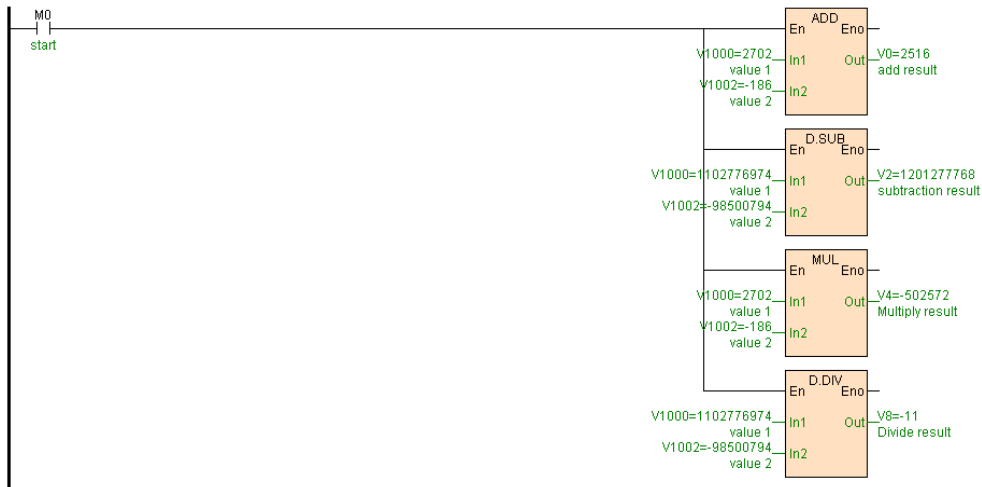 M0
start
ADD
En Eno
V1000=2702 In1 Out V0=2516
value 1 add result
V1002=-186 In2
value 2
D.SUB
En Eno
V1000=1102776974 In1 Out V2=1201277768
value 1 subtraction result
V1002=-98500794 In2
value 2
MUL
En Eno
V1000=2702 In1 Out V4=-502572
value 1 Multiply result
V1002=-186 In2
value 2
D.DIV
En Eno
V1000=1102776974 In1 Out V8=-11
value 1 Divide result
V1002=-98500794 In2
value 2